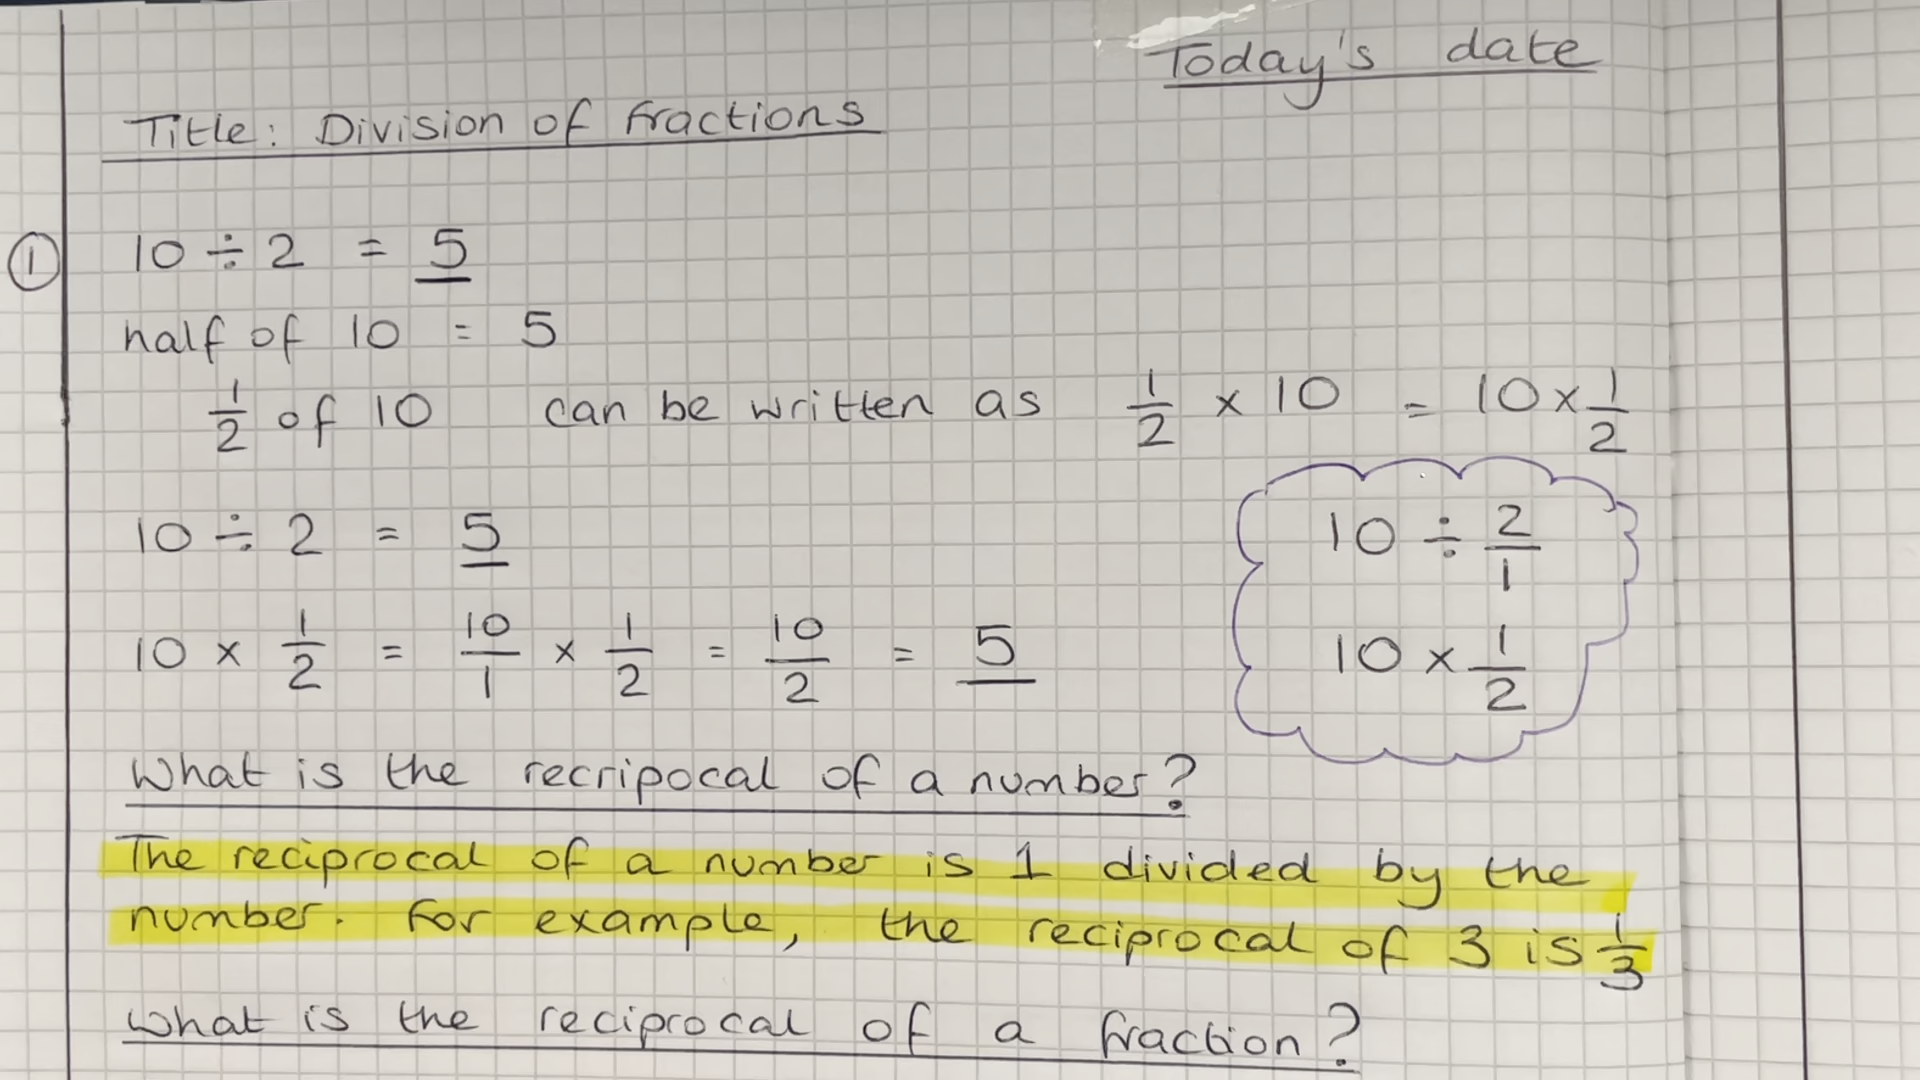 Today's date
Title: Division of fractions
① 10 ÷ 2 = 5
half of 10 = 5
1/2 of 10 can be written as 1/2 × 10 = 10 × 1/2
10 ÷ 2 = 5
10 ÷ 2/1
10 × 1/2 = 10/1 × 1/2 = 10/2 = 5
10 × 1/2
What is the recripocal of a number?
The reciprocal of a number is 1 divided by the
number. For example, the reciprocal of 3 is 1/3
What is the reciprocal of a fraction?